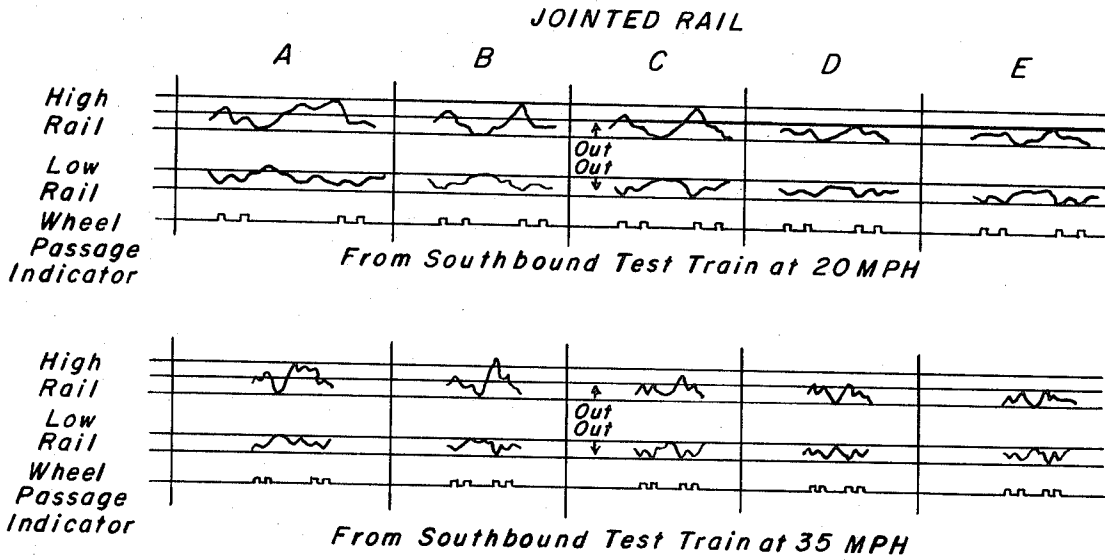 JOINTED RAIL
A B C D E
High
Rail
Out
Out
Low
Rail
Wheel
Passage
Indicator
From Southbound Test Train at 20 MPH
High
Rail
Out
Out
Low
Rail
Wheel
Passage
Indicator
From Southbound Test Train at 35 MPH